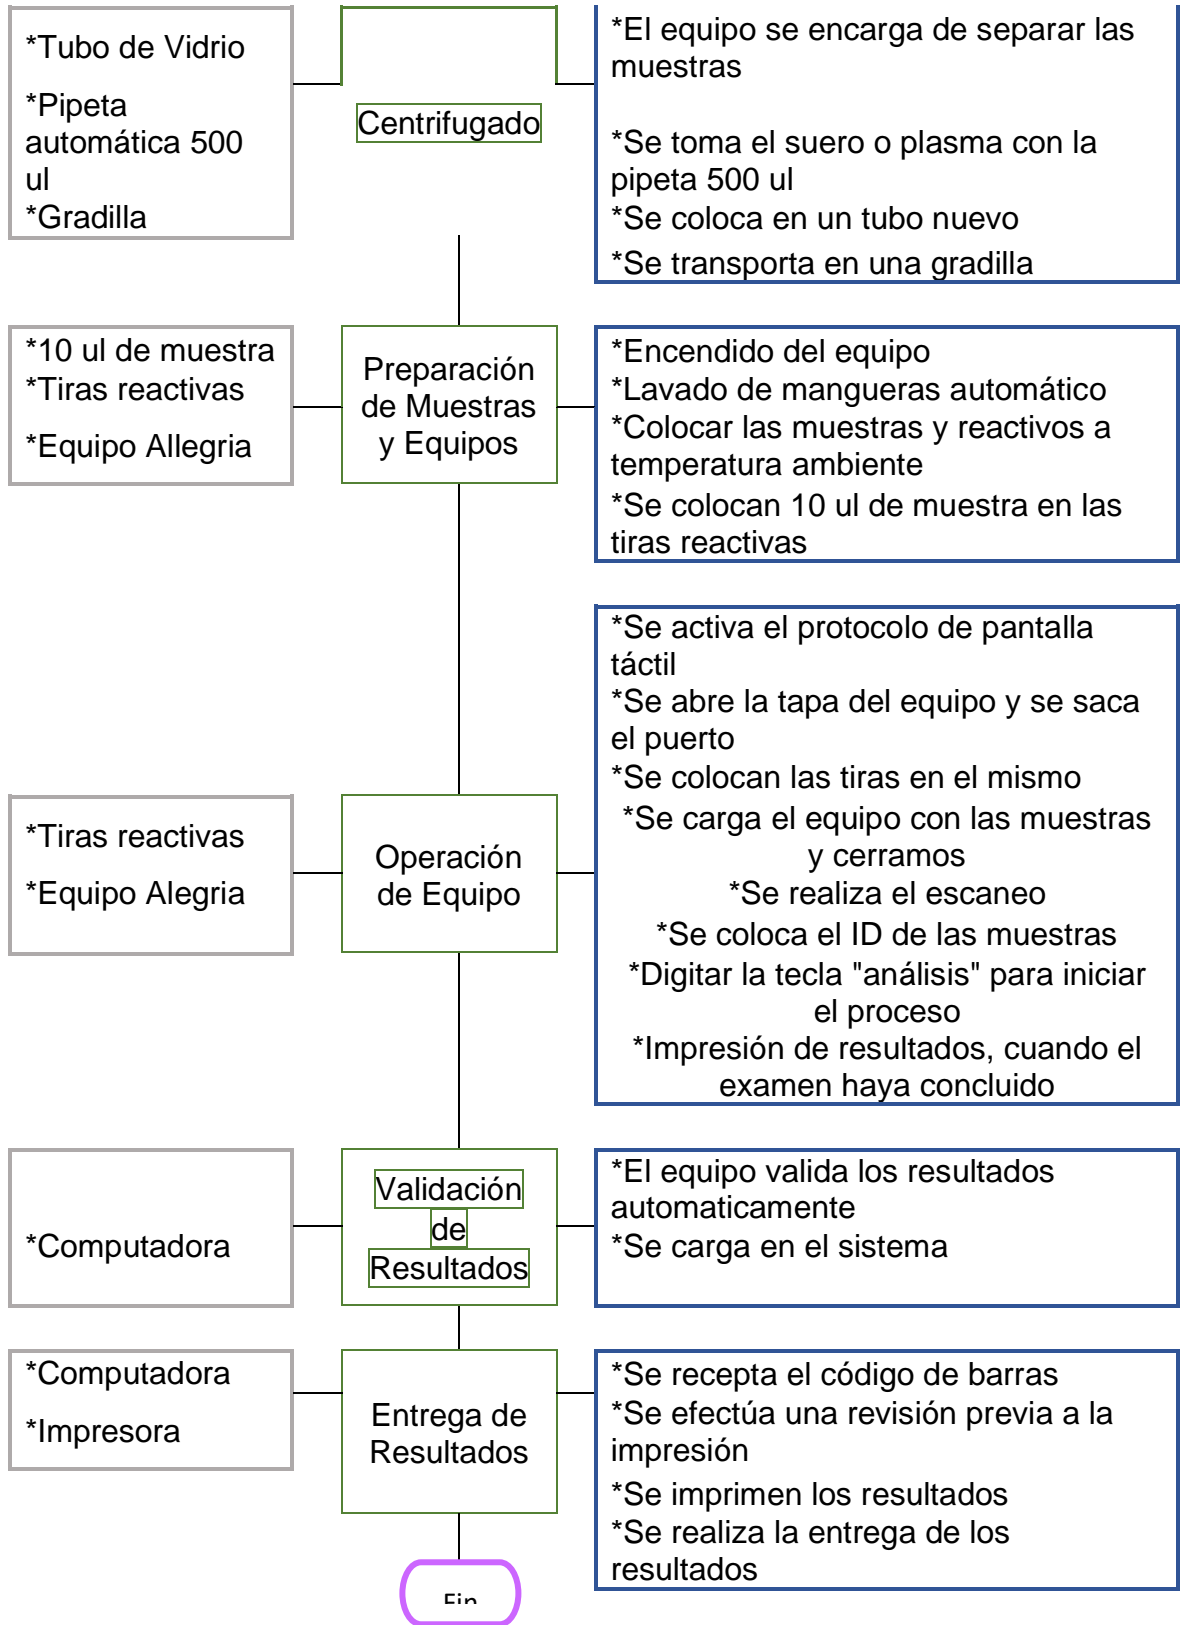 *Tubo de Vidrio
*Pipeta
automática 500
ul
*Gradilla
Centrifugado
*El equipo se encarga de separar las
muestras
*Se toma el suero o plasma con la
pipeta 500 ul
*Se coloca en un tubo nuevo
*Se transporta en una gradilla
*10 ul de muestra
*Tiras reactivas
*Equipo Allegria
Preparación
de Muestras
y Equipos
*Encendido del equipo
*Lavado de mangueras automático
*Colocar las muestras y reactivos a
temperatura ambiente
*Se colocan 10 ul de muestra en las
tiras reactivas
*Tiras reactivas
*Equipo Alegria
Operación
de Equipo
*Se activa el protocolo de pantalla
táctil
*Se abre la tapa del equipo y se saca
el puerto
*Se colocan las tiras en el mismo
*Se carga el equipo con las muestras
y cerramos
*Se realiza el escaneo
*Se coloca el ID de las muestras
*Digitar la tecla "análisis" para iniciar
el proceso
*Impresión de resultados, cuando el
examen haya concluido
*Computadora
Validación
de
Resultados
*El equipo valida los resultados
automaticamente
*Se carga en el sistema
*Computadora
*Impresora
Entrega de
Resultados
*Se recepta el código de barras
*Se efectúa una revisión previa a la
impresión
*Se imprimen los resultados
*Se realiza la entrega de los
resultados
Fin